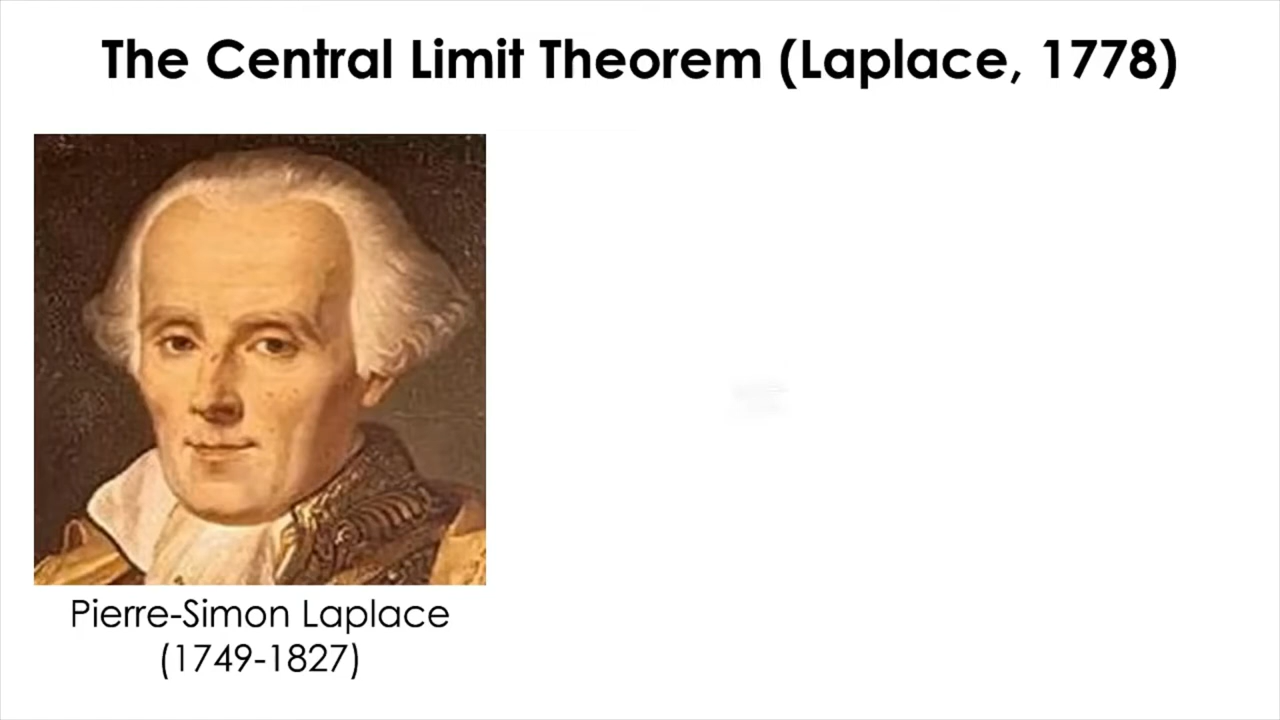 The Central Limit Theorem (Laplace, 1778)
Pierre-Simon Laplace
(1749-1827)